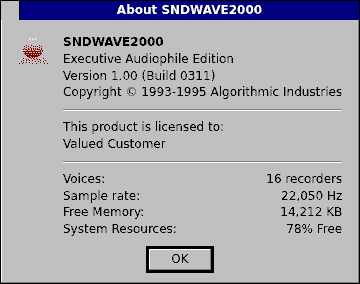 About SNDWAVE2000
SNDWAVE2000
Executive Audiophile Edition
Version 1.00 (Build 0311)
Copyright © 1993-1995 Algorithmic Industries
This product is licensed to:
Valued Customer
Voices: 16 recorders
Sample rate: 22,050 Hz
Free Memory: 14,212 KB
System Resources: 78% Free
OK